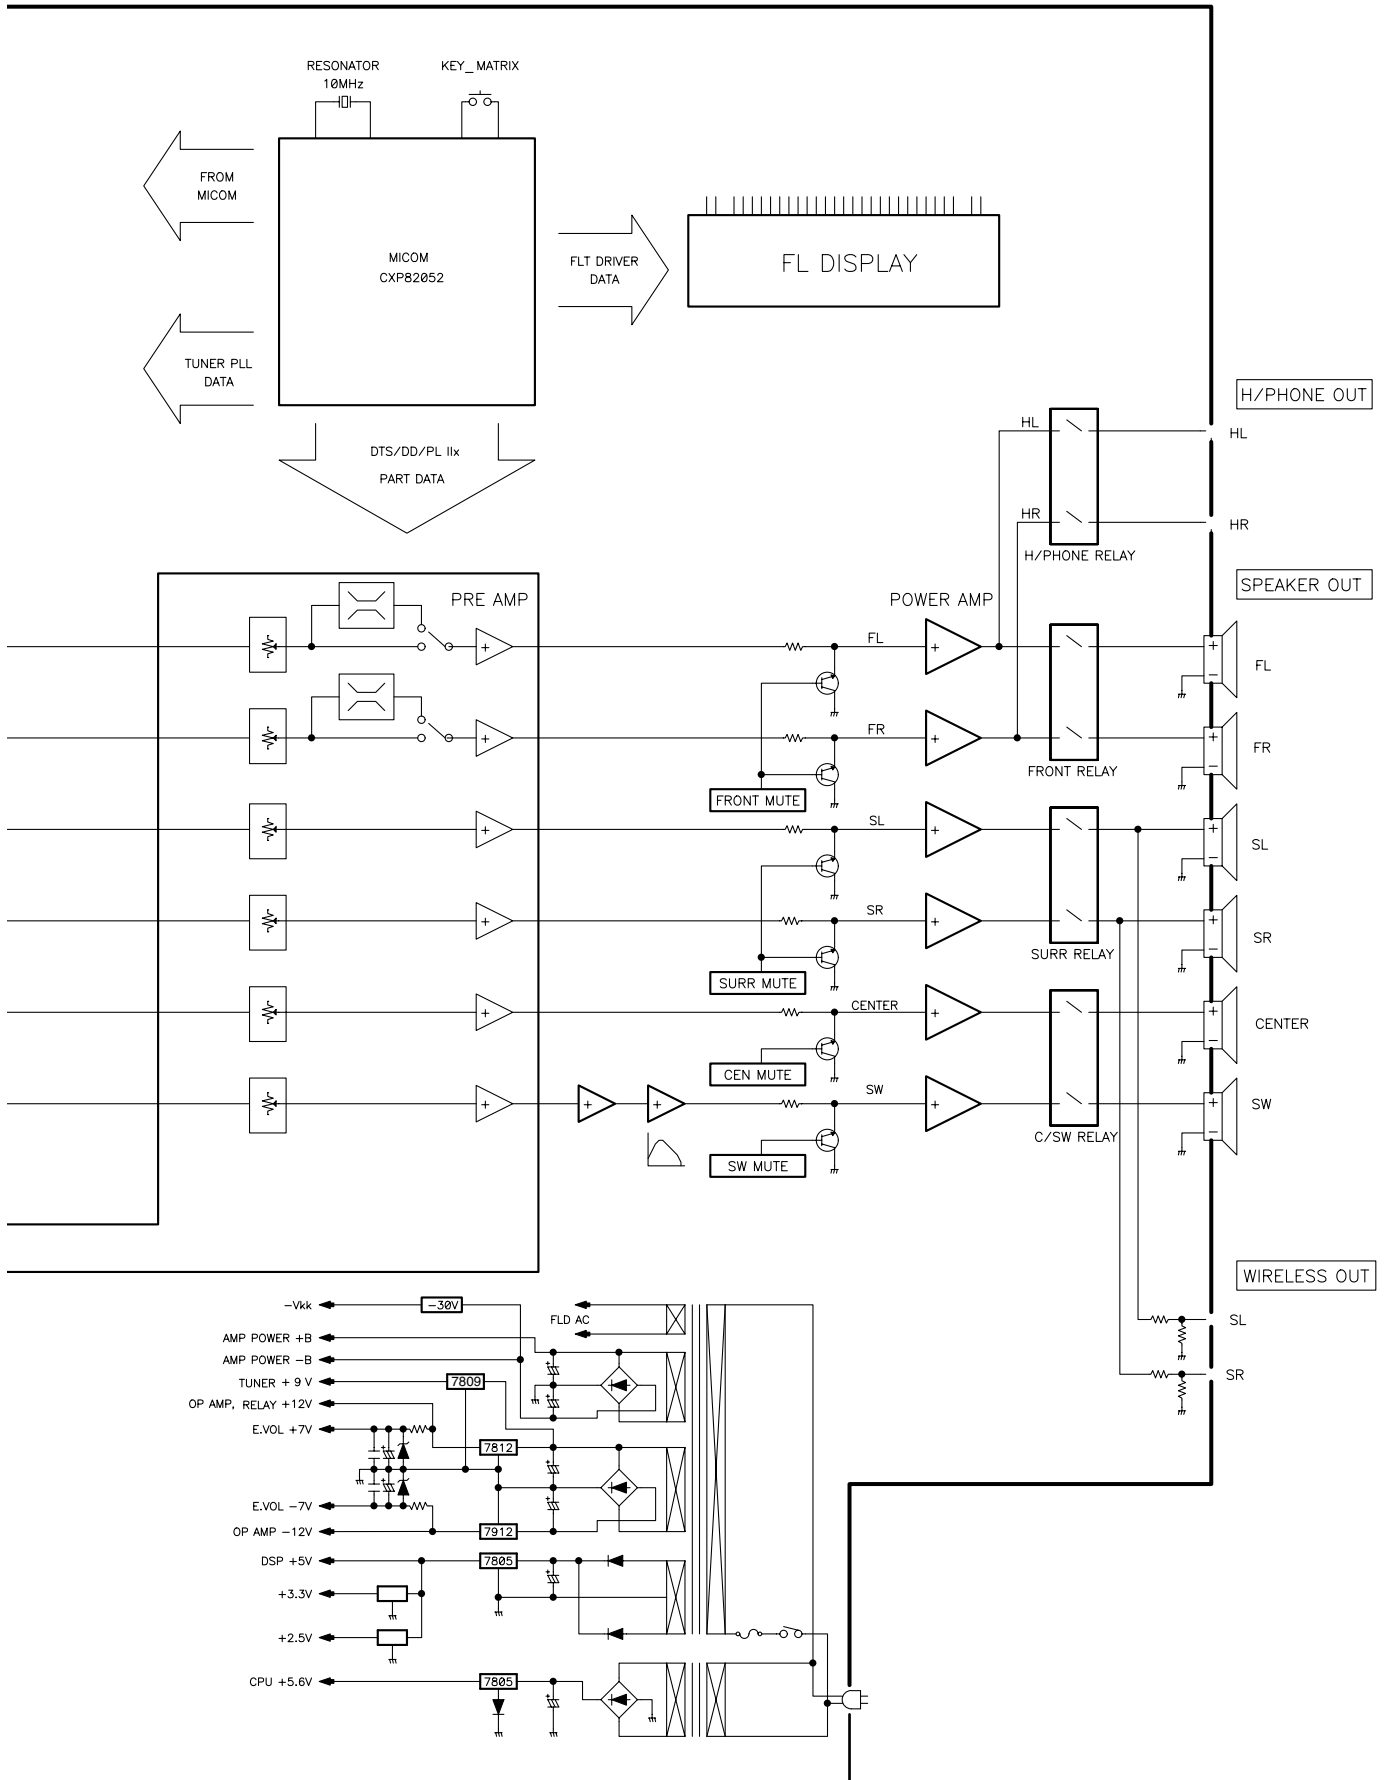 RESONATOR
10MHz
KEY_MATRIX
FROM
MICOM
MICOM
CXP82052
FLT DRIVER
DATA
FL DISPLAY
TUNER PLL
DATA
DTS/DD/PL IIx
PART DATA
H/PHONE OUT
HL
HL
HR
HR
H/PHONE RELAY
SPEAKER OUT
PRE AMP
POWER AMP
+
FL
+
+
-
FL
+
FR
+
+
-
FR
FRONT MUTE
FRONT RELAY
+
SL
+
+
-
SL
+
SR
+
+
-
SR
SURR MUTE
SURR RELAY
+
CENTER
+
+
-
CENTER
CEN MUTE
+
+
+
SW
+
+
-
SW
SW MUTE
C/SW RELAY
WIRELESS OUT
SL
SR
-Vkk
-30V
FLD AC
AMP POWER +B
AMP POWER -B
TUNER + 9 V
7809
OP AMP, RELAY +12V
E.VOL +7V
7812
E.VOL -7V
OP AMP -12V
7912
DSP +5V
7805
+3.3V
+2.5V
CPU +5.6V
7805